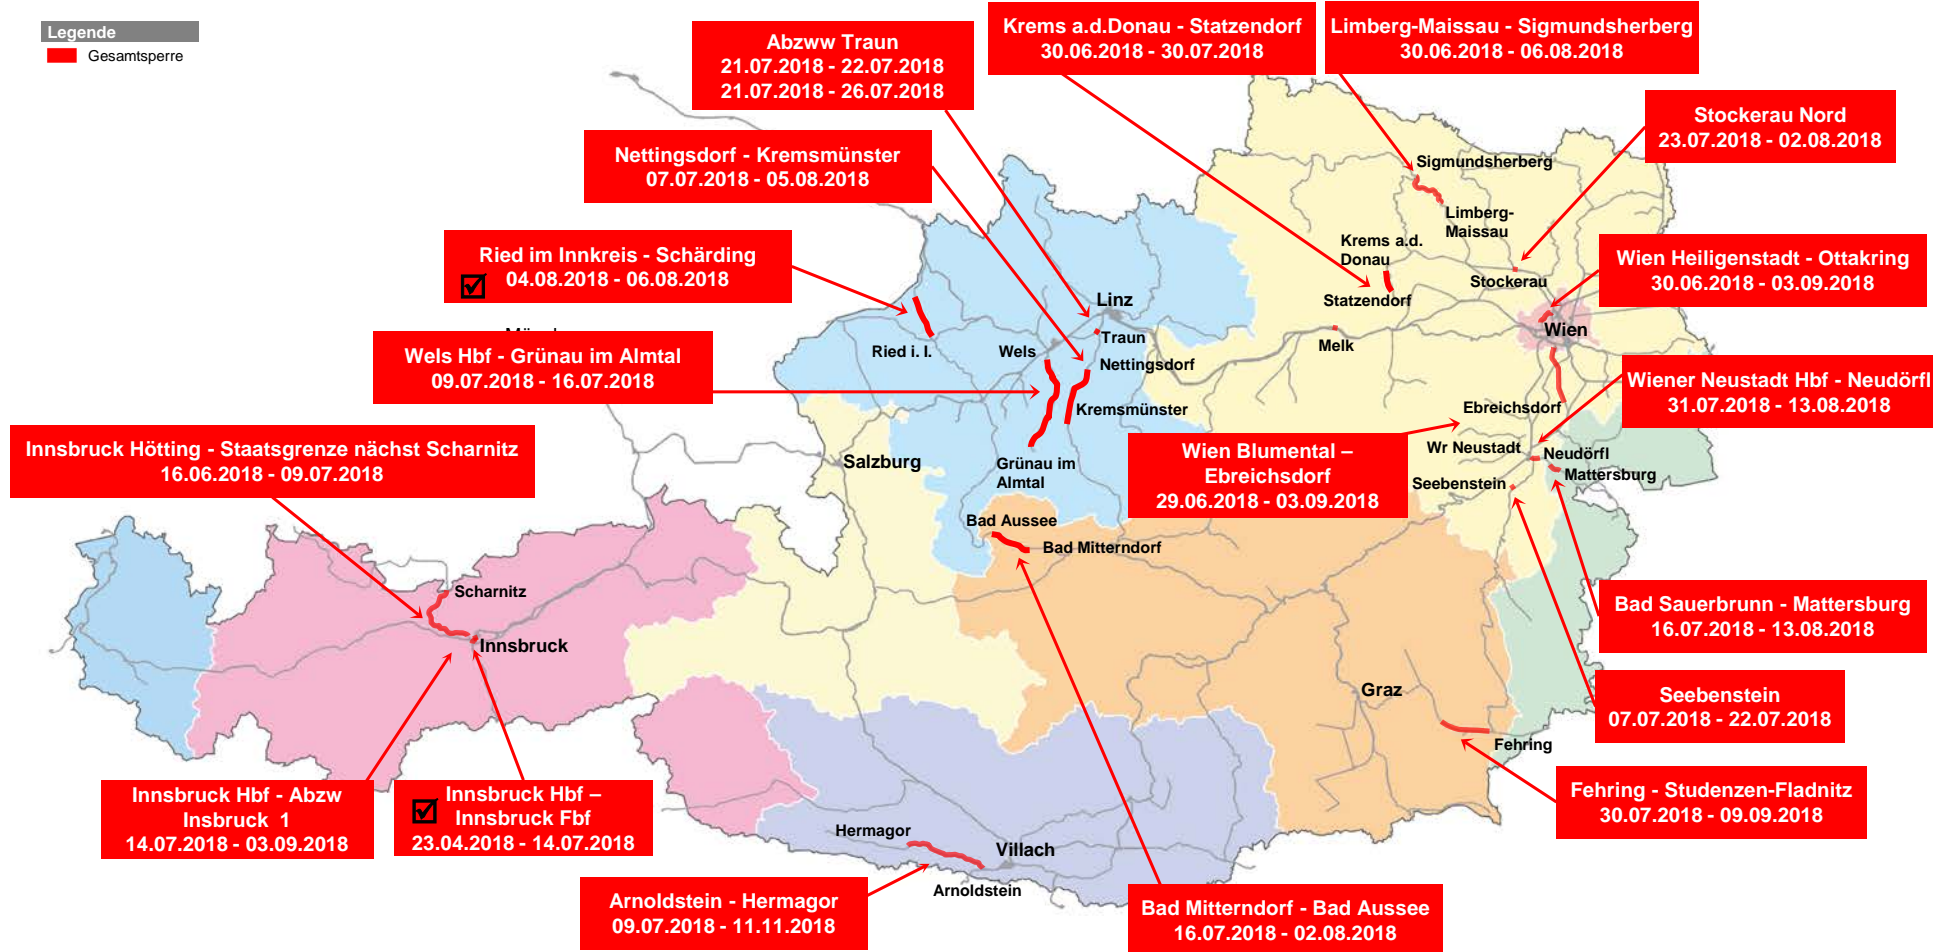 Legende
Gesamtsperre
Abzww Traun
21.07.2018 - 22.07.2018
21.07.2018 - 26.07.2018
Krems a.d.Donau - Statzendorf
30.06.2018 - 30.07.2018
Limberg-Maissau - Sigmundsherberg
30.06.2018 - 06.08.2018
Stockerau Nord
23.07.2018 - 02.08.2018
Nettingsdorf - Kremsmünster
07.07.2018 - 05.08.2018
Ried im Innkreis - Schärding
04.08.2018 - 06.08.2018
Wien Heiligenstadt - Ottakring
30.06.2018 - 03.09.2018
Wels Hbf - Grünau im Almtal
09.07.2018 - 16.07.2018
Wiener Neustadt Hbf - Neudörfl
31.07.2018 - 13.08.2018
Innsbruck Hötting - Staatsgrenze nächst Scharnitz
16.06.2018 - 09.07.2018
Wien Blumental –
Ebreichsdorf
29.06.2018 - 03.09.2018
Bad Sauerbrunn - Mattersburg
16.07.2018 - 13.08.2018
Seebenstein
07.07.2018 - 22.07.2018
Fehring - Studenzen-Fladnitz
30.07.2018 - 09.09.2018
Innsbruck Hbf - Abzw
Insbruck 1
14.07.2018 - 03.09.2018
Innsbruck Hbf –
Innsbruck Fbf
23.04.2018 - 14.07.2018
Arnoldstein - Hermagor
09.07.2018 - 11.11.2018
Bad Mitterndorf - Bad Aussee
16.07.2018 - 02.08.2018
Sigmundsherberg
Limberg-
Maissau
Krems a.d.
Donau
Stockerau
Statzendorf
Linz
Traun
Wien
Melk
Ried i. I.
Wels
Nettingsdorf
Kremsmünster
Ebreichsdorf
Wr Neustadt
Neudörfl
Mattersburg
Seebenstein
Salzburg
Grünau im
Almtal
Bad Aussee
Bad Mitterndorf
Scharnitz
Innsbruck
Graz
Fehring
Hermagor
Villach
Arnoldstein